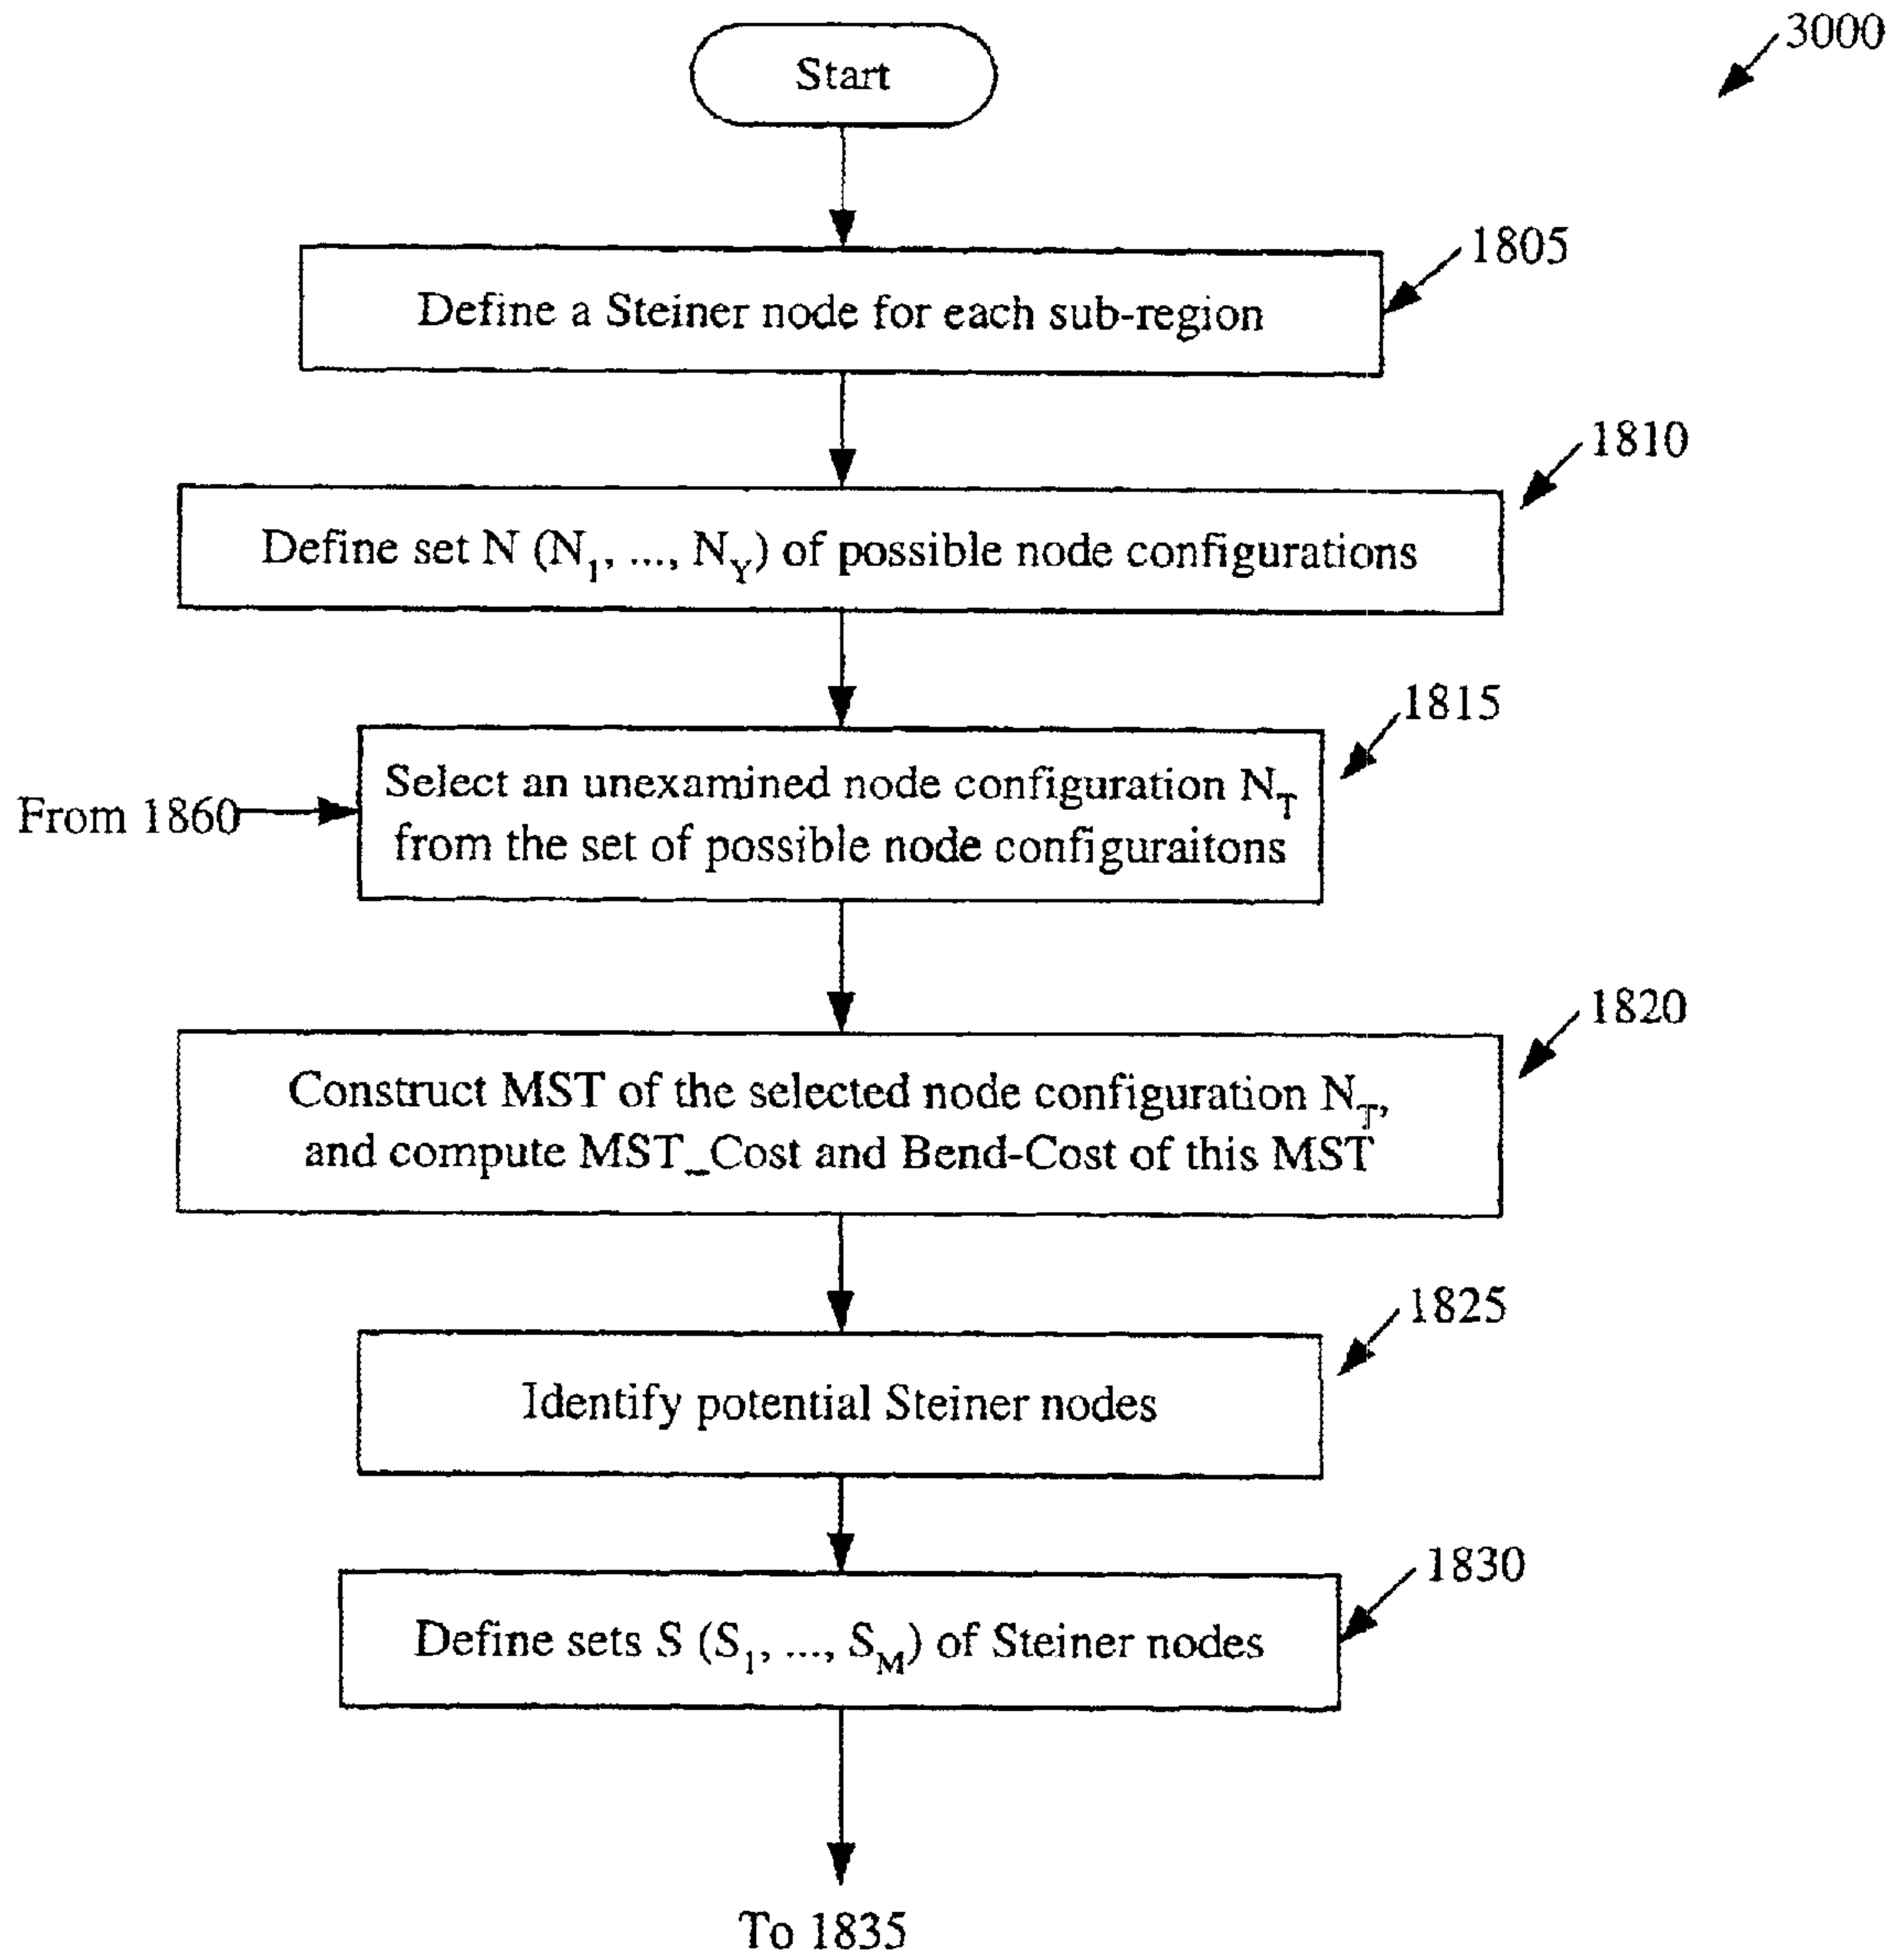 3000
Start
1805
Define a Steiner node for each sub-region
1810
Define set N (N1, ..., NY) of possible node configurations
1815
Select an unexamined node configuration NT
from the set of possible node configuraitons
From 1860
1820
Construct MST of the selected node configuration NT,
and compute MST_Cost and Bend-Cost of this MST
1825
Identify potential Steiner nodes
1830
Define sets S (S1, ..., SM) of Steiner nodes
To 1835